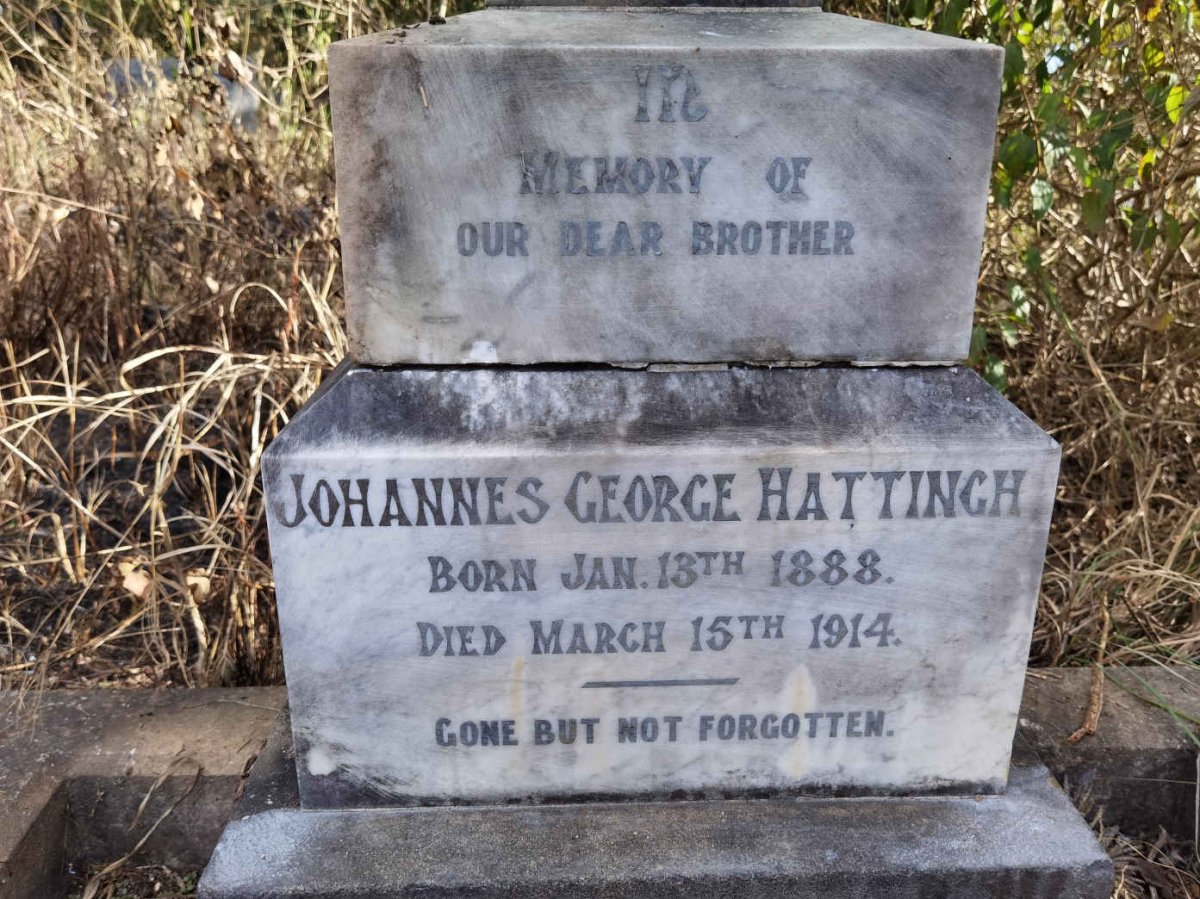 In
MEMORY OF
OUR DEAR BROTHER
JOHANNES GEORGE HATTINGH
BORN JAN. 13TH 1888.
DIED MARCH 15TH 1914.
GONE BUT NOT FORGOTTEN.